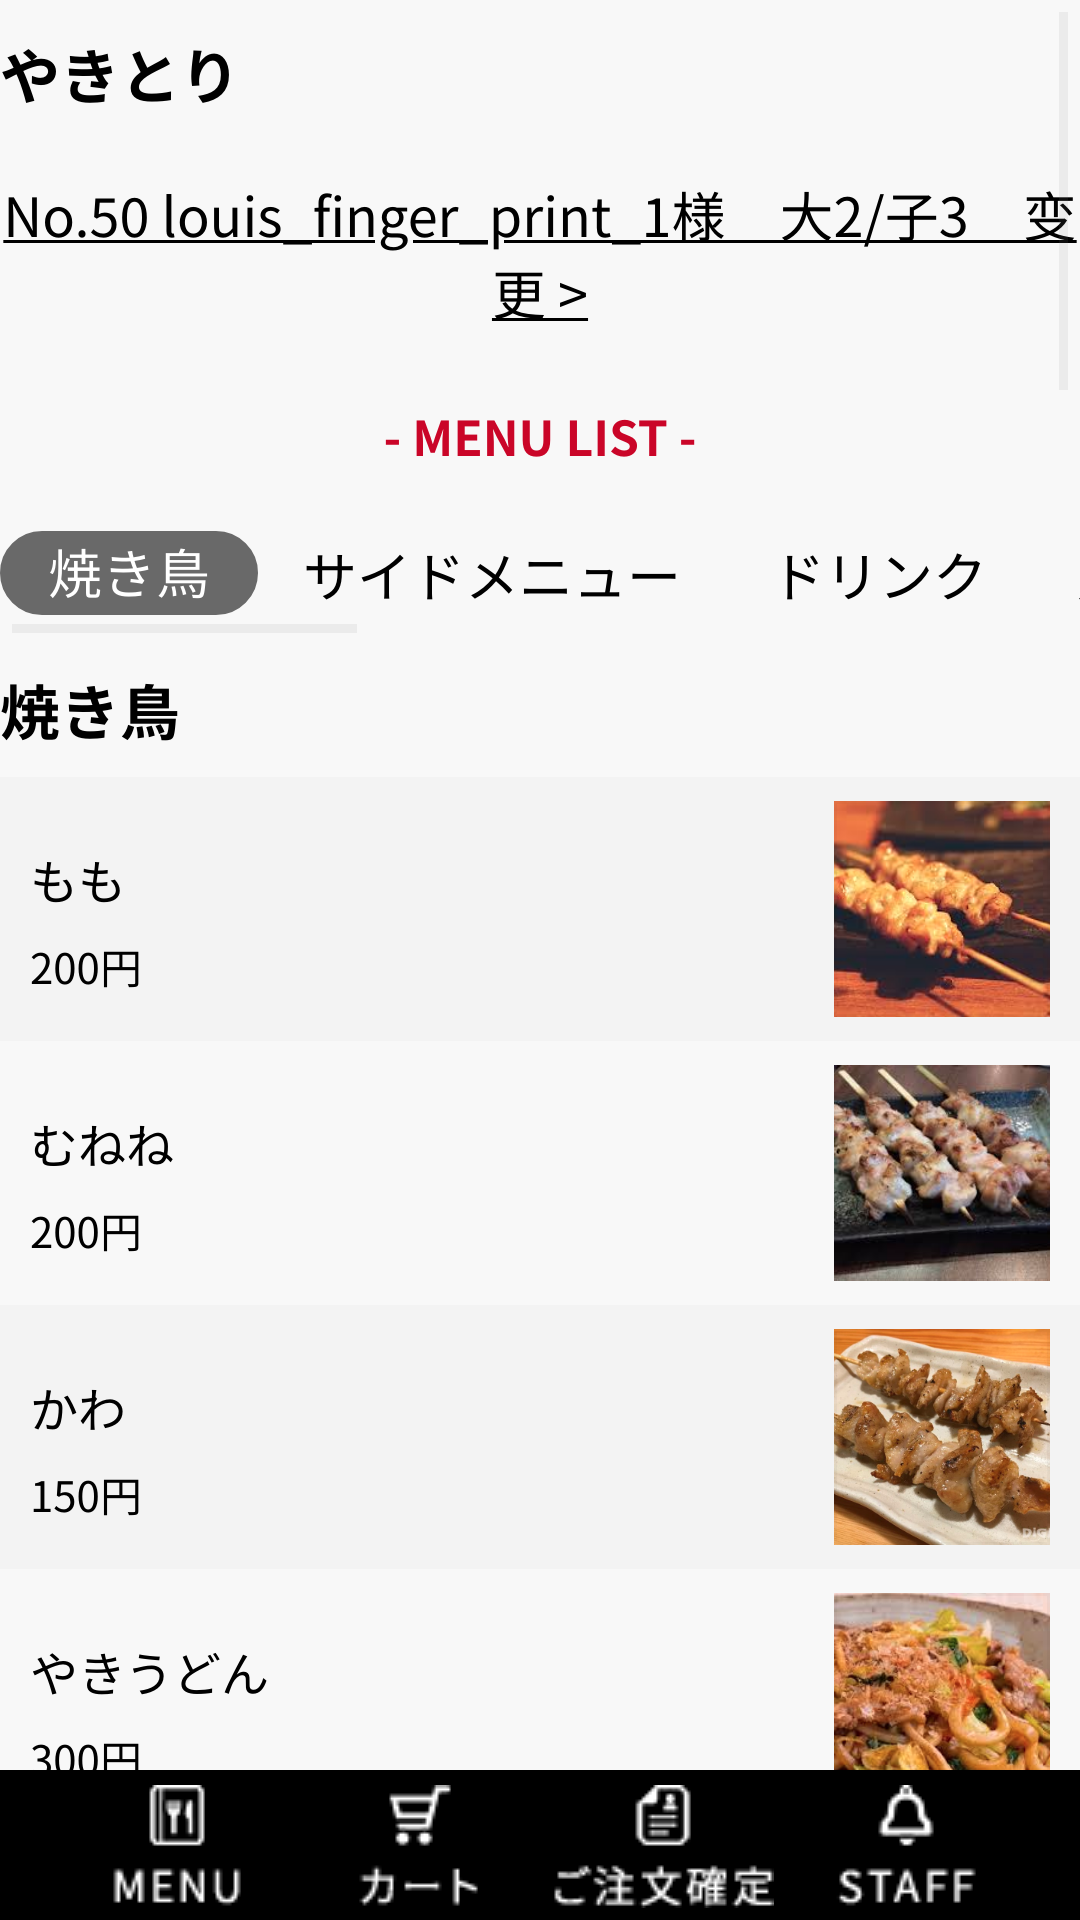 やきとり
No.50 louis_finger_print_1様　大2/子3　変
更 >
- MENU LIST -
焼き鳥 サイドメニュー ドリンク
焼き鳥
もも
200円
むねね
200円
かわ
150円
やきうどん
300円
MENU カート ご注文確定 STAFF